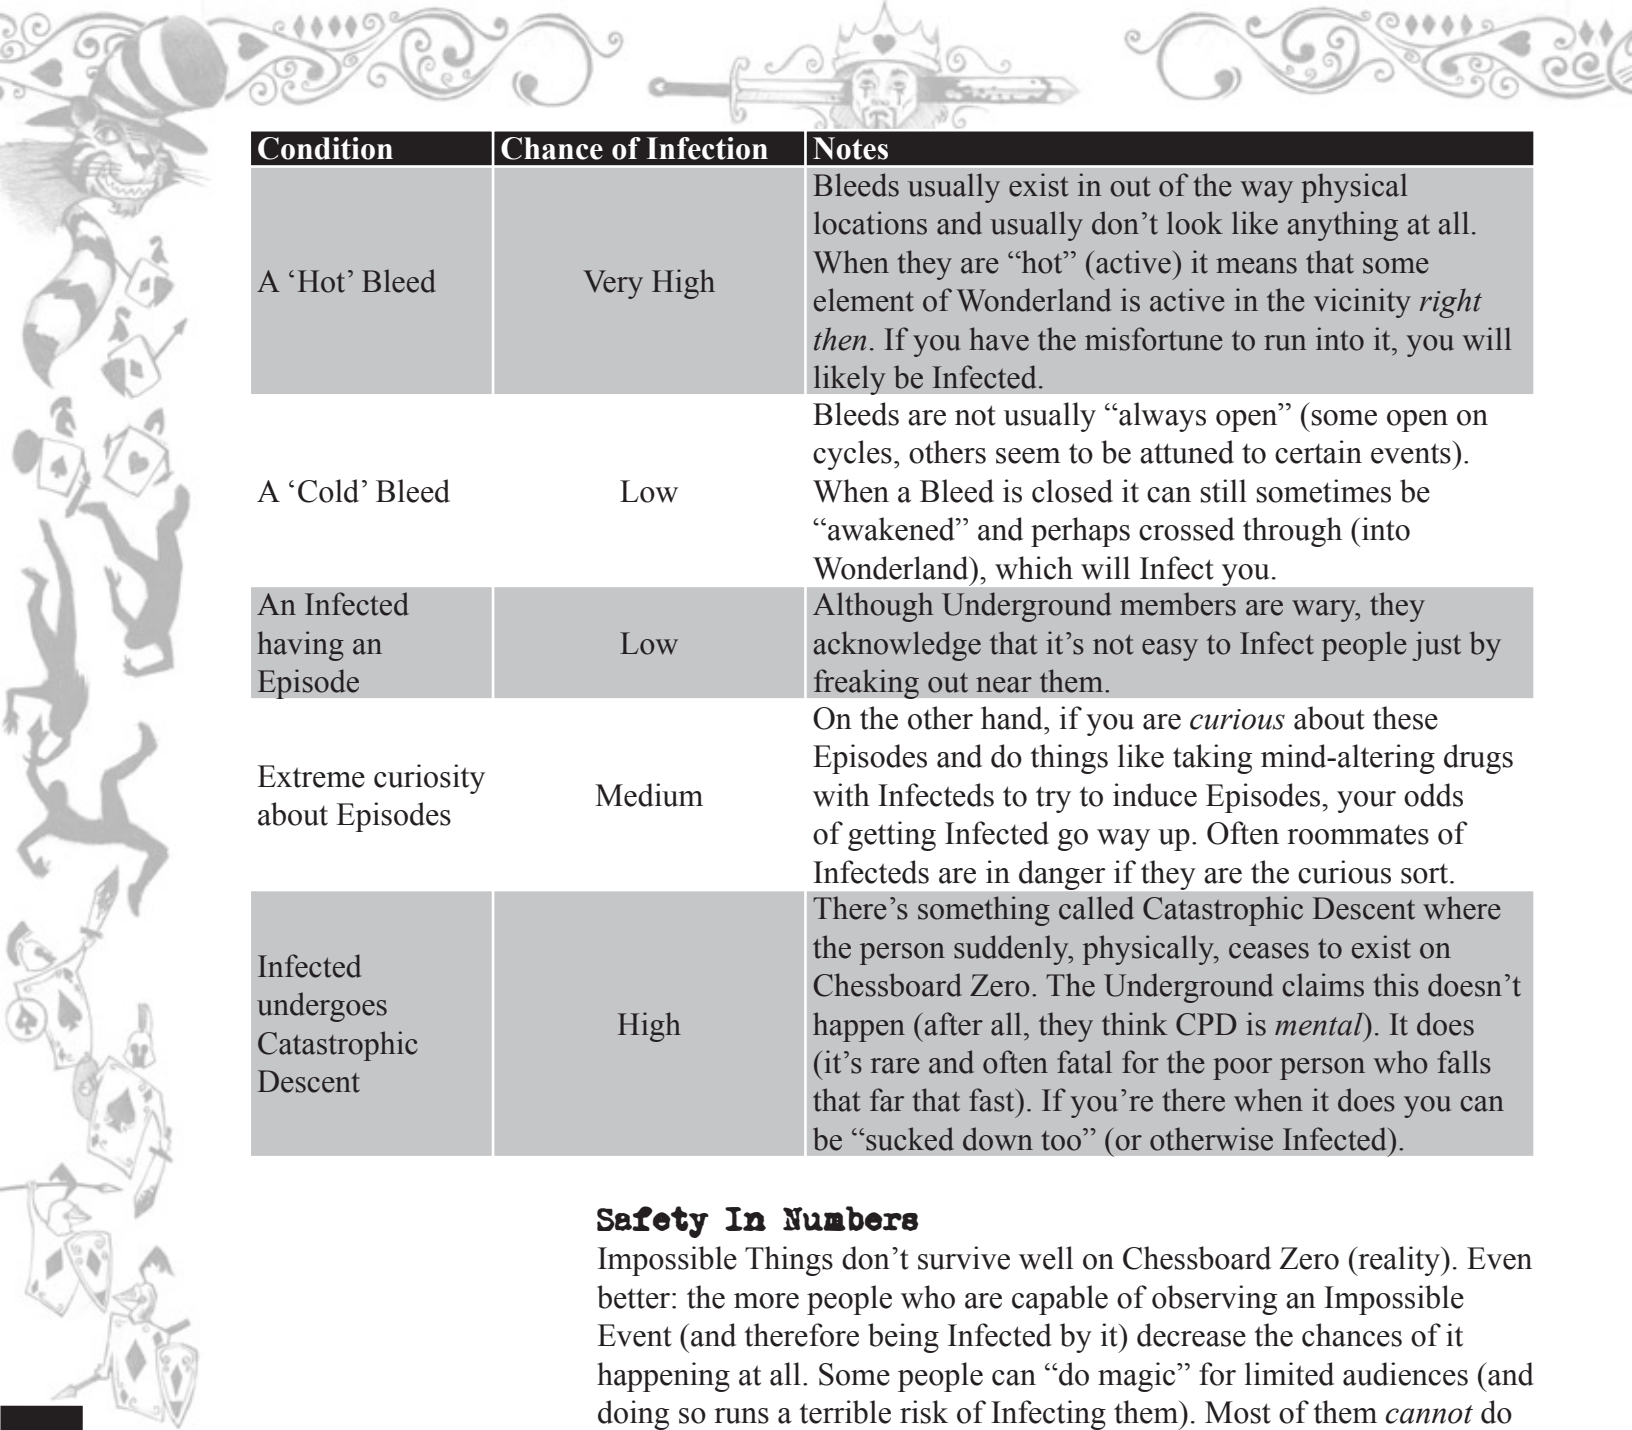 Condition Chance of Infection Notes
A ‘Hot’ Bleed
Very High
Bleeds usually exist in out of the way physical
locations and usually don’t look like anything at all.
When they are “hot” (active) it means that some
element of Wonderland is active in the vicinity right
then. If you have the misfortune to run into it, you will
likely be Infected.
A ‘Cold’ Bleed
Low
Bleeds are not usually “always open” (some open on
cycles, others seem to be attuned to certain events).
When a Bleed is closed it can still sometimes be
“awakened” and perhaps crossed through (into
Wonderland), which will Infect you.
An Infected
having an
Episode
Low
Although Underground members are wary, they
acknowledge that it’s not easy to Infect people just by
freaking out near them.
Extreme curiosity
about Episodes
Medium
On the other hand, if you are curious about these
Episodes and do things like taking mind-altering drugs
with Infecteds to try to induce Episodes, your odds
of getting Infected go way up. Often roommates of
Infecteds are in danger if they are the curious sort.
Infected
undergoes
Catastrophic
Descent
High
There’s something called Catastrophic Descent where
the person suddenly, physically, ceases to exist on
Chessboard Zero. The Underground claims this doesn’t
happen (after all, they think CPD is mental). It does
(it’s rare and often fatal for the poor person who falls
that far that fast). If you’re there when it does you can
be “sucked down too” (or otherwise Infected).
Safety In Numbers
Impossible Things don’t survive well on Chessboard Zero (reality). Even
better: the more people who are capable of observing an Impossible
Event (and therefore being Infected by it) decrease the chances of it
happening at all. Some people can “do magic” for limited audiences (and
doing so runs a terrible risk of Infecting them). Most of them cannot do